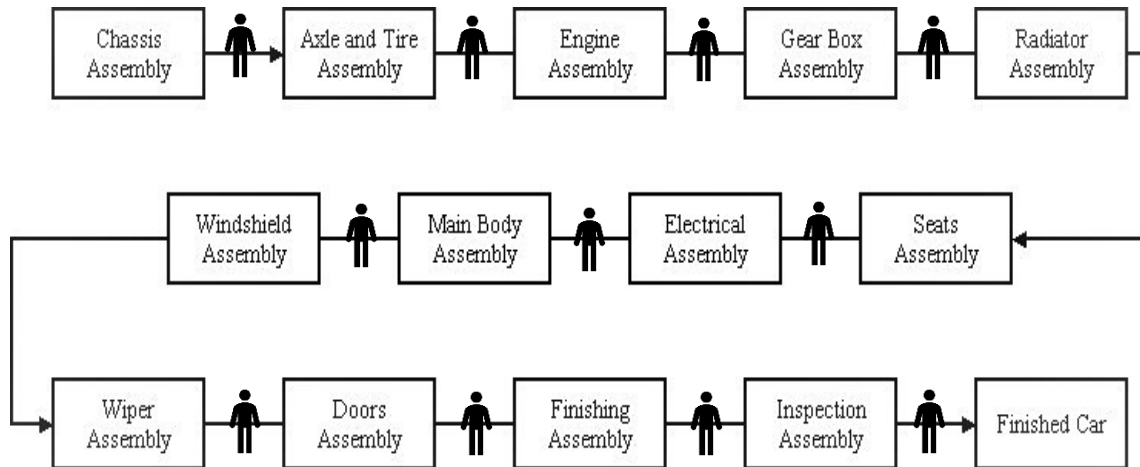 Chassis
Assembly
Axle and Tire
Assembly
Engine
Assembly
Gear Box
Assembly
Radiator
Assembly
Windshield
Assembly
Main Body
Assembly
Electrical
Assembly
Seats
Assembly
Wiper
Assembly
Doors
Assembly
Finishing
Assembly
Inspection
Assembly
Finished Car